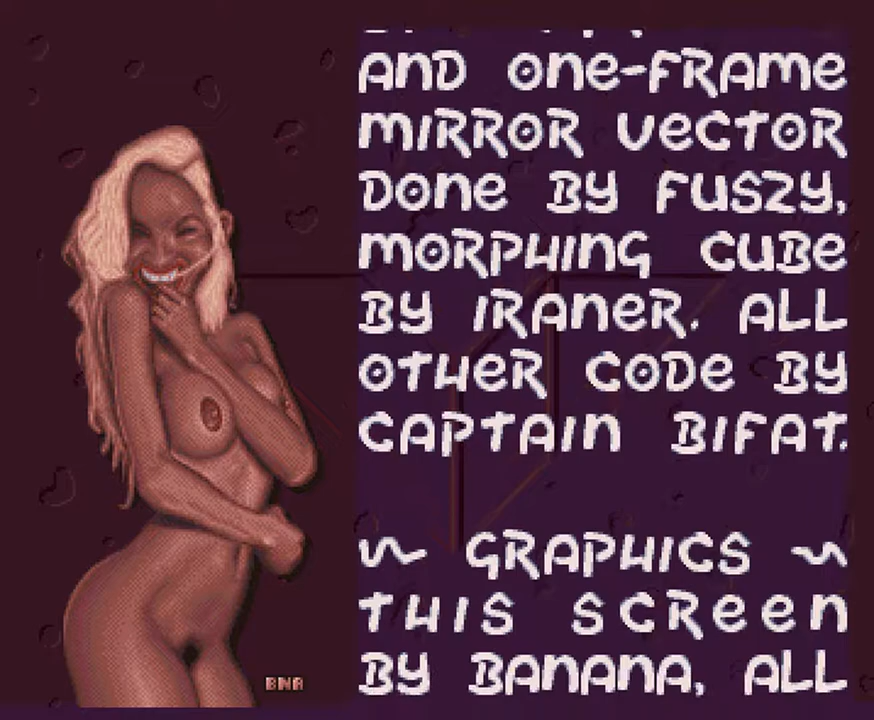 AND ONE-FRAME
MIRROR VECTOR
DONE BY FUSZY,
MORPHING CUBE
BY IRANER. ALL
OTHER CODE BY
CAPTAIN BIFAT.
~ GRAPHICS ~
THIS SCREEN
BY BANANA, ALL
BNA